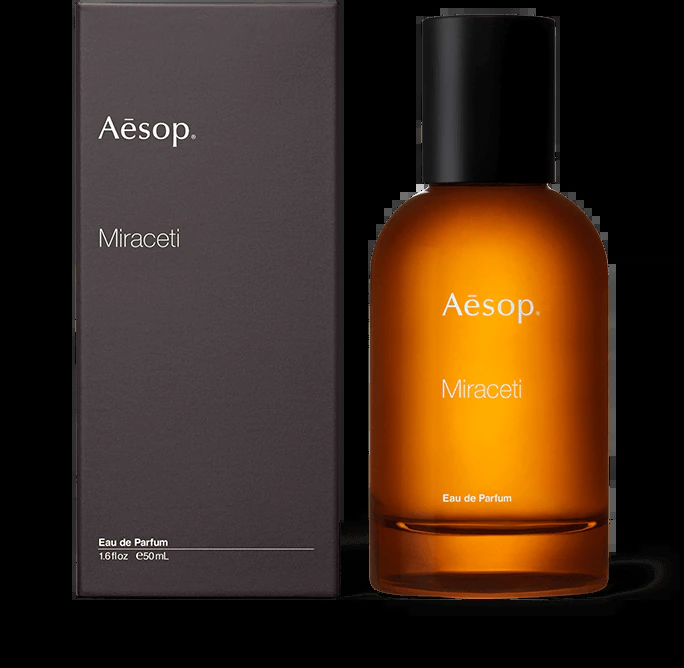 Aēsop®
Miraceti
Eau de Parfum
1.6 fl oz ℮50 mL
Aēsop®
Miraceti
Eau de Parfum